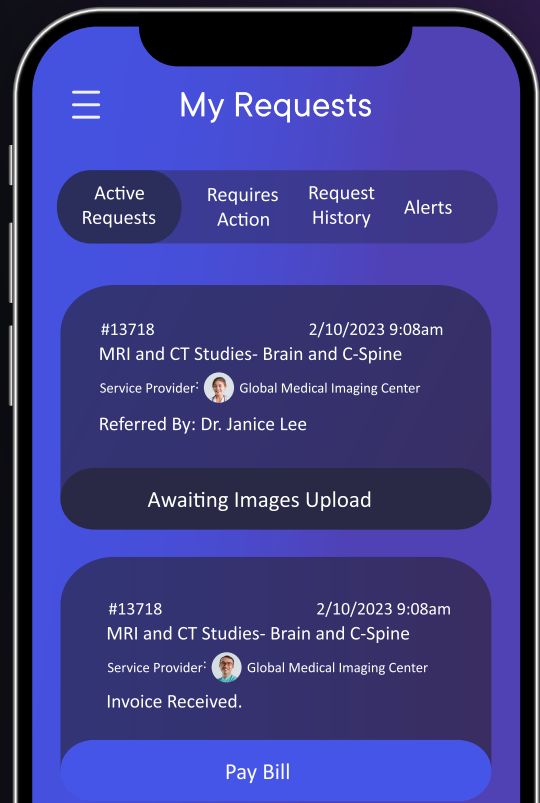 My Requests
Active Requests
Requires Action
Request History
Alerts
#13718 2/10/2023 9:08am
MRI and CT Studies- Brain and C-Spine
Service Provider: Global Medical Imaging Center
Referred By: Dr. Janice Lee
Awaiting Images Upload
#13718 2/10/2023 9:08am
MRI and CT Studies- Brain and C-Spine
Service Provider: Global Medical Imaging Center
Invoice Received.
Pay Bill